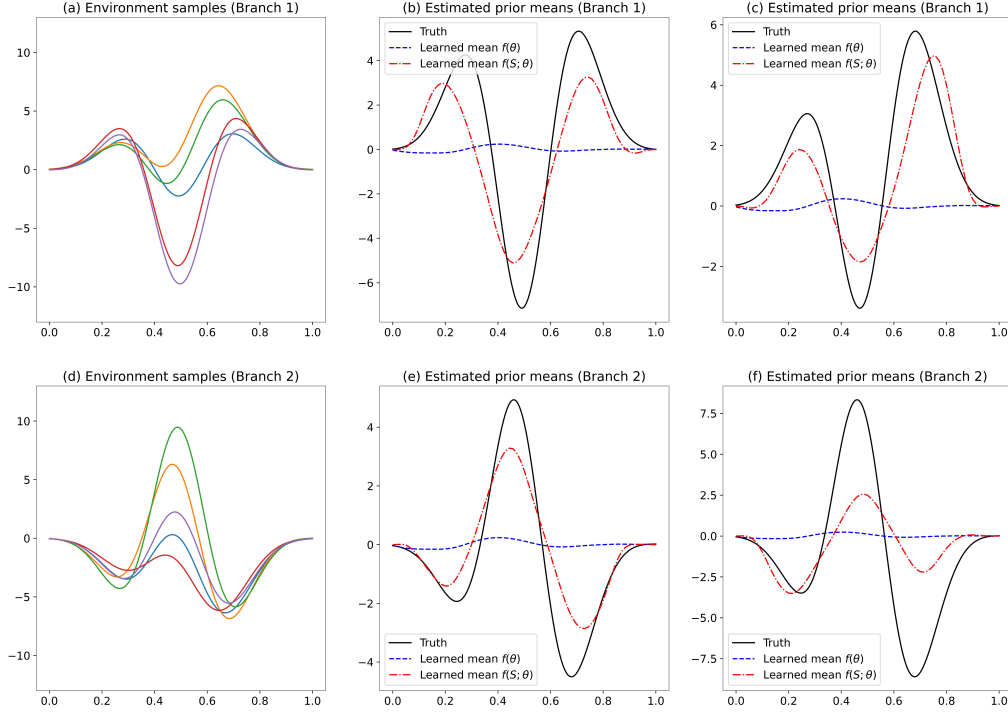 (a) Environment samples (Branch 1)
10
5
0
−5
−10
0.0 0.2 0.4 0.6 0.8 1.0
(b) Estimated prior means (Branch 1)
Truth
Learned mean f(θ)
Learned mean f(S; θ)
4
2
0
−2
−4
−6
0.0 0.2 0.4 0.6 0.8 1.0
(c) Estimated prior means (Branch 1)
Truth
Learned mean f(θ)
Learned mean f(S; θ)
6
4
2
0
−2
0.0 0.2 0.4 0.6 0.8 1.0
(d) Environment samples (Branch 2)
10
5
0
−5
−10
0.0 0.2 0.4 0.6 0.8 1.0
(e) Estimated prior means (Branch 2)
4
2
0
−2
−4
Truth
Learned mean f(θ)
Learned mean f(S; θ)
0.0 0.2 0.4 0.6 0.8 1.0
(f) Estimated prior means (Branch 2)
7.5
5.0
2.5
0.0
−2.5
−5.0
−7.5
Truth
Learned mean f(θ)
Learned mean f(S; θ)
0.0 0.2 0.4 0.6 0.8 1.0